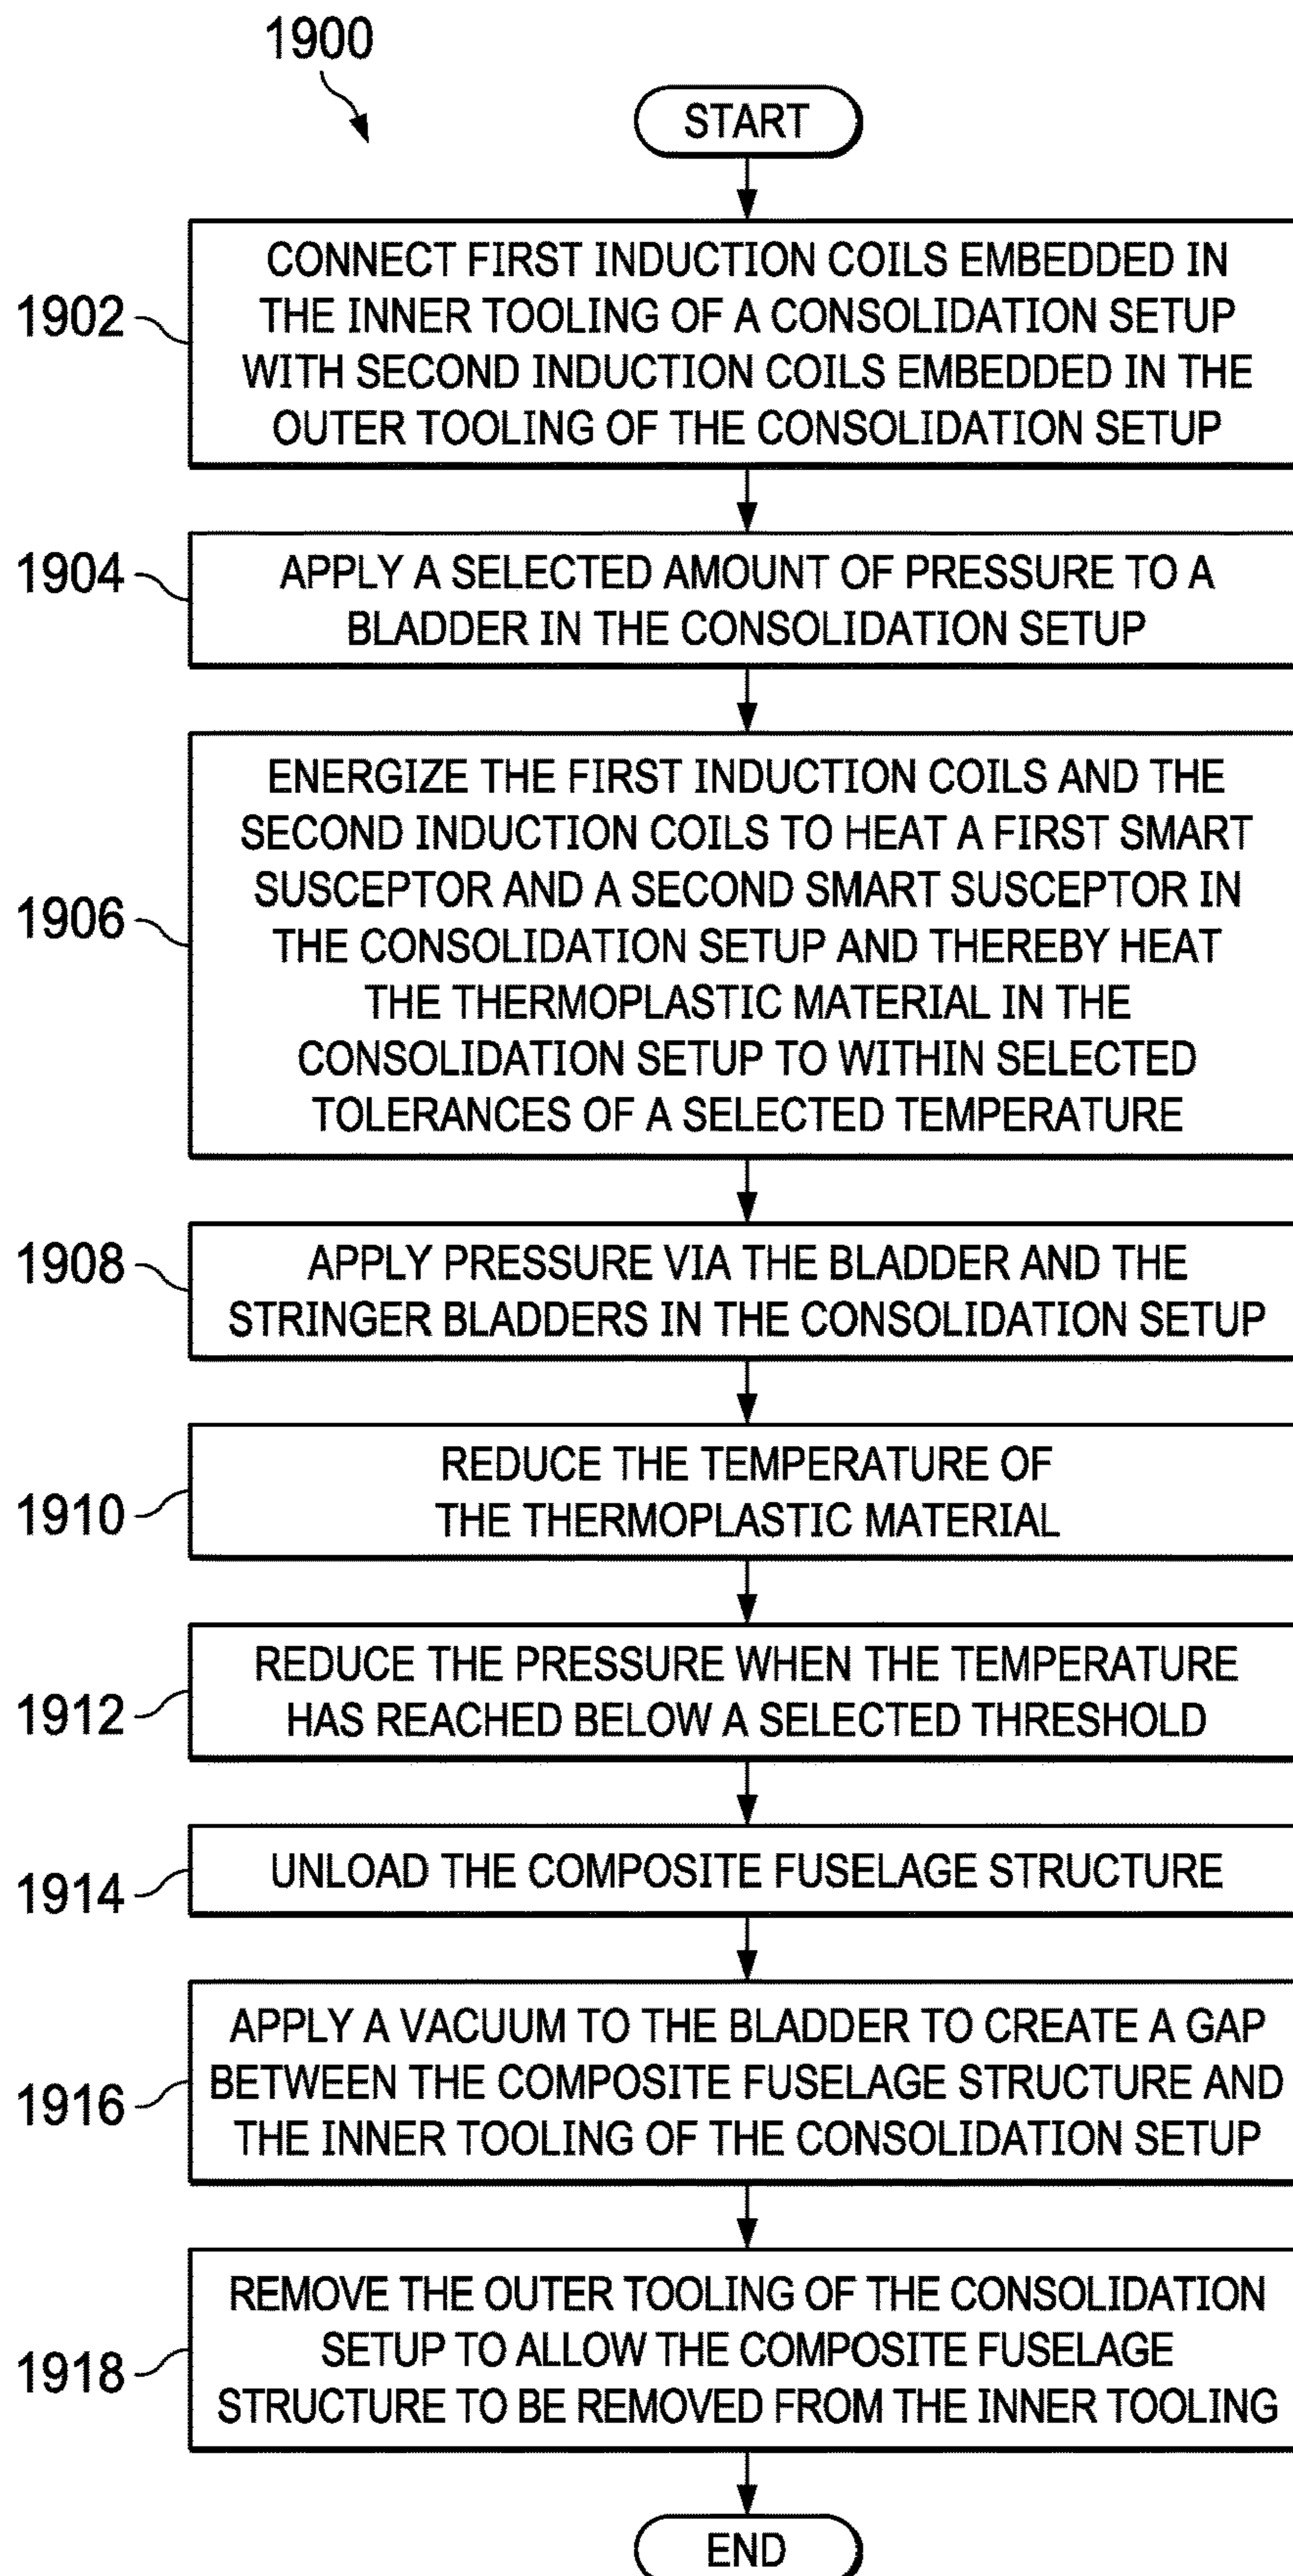 1900
START
1902
CONNECT FIRST INDUCTION COILS EMBEDDED IN
THE INNER TOOLING OF A CONSOLIDATION SETUP
WITH SECOND INDUCTION COILS EMBEDDED IN THE
OUTER TOOLING OF THE CONSOLIDATION SETUP
1904
APPLY A SELECTED AMOUNT OF PRESSURE TO A
BLADDER IN THE CONSOLIDATION SETUP
1906
ENERGIZE THE FIRST INDUCTION COILS AND THE
SECOND INDUCTION COILS TO HEAT A FIRST SMART
SUSCEPTOR AND A SECOND SMART SUSCEPTOR IN
THE CONSOLIDATION SETUP AND THEREBY HEAT
THE THERMOPLASTIC MATERIAL IN THE
CONSOLIDATION SETUP TO WITHIN SELECTED
TOLERANCES OF A SELECTED TEMPERATURE
1908
APPLY PRESSURE VIA THE BLADDER AND THE
STRINGER BLADDERS IN THE CONSOLIDATION SETUP
1910
REDUCE THE TEMPERATURE OF
THE THERMOPLASTIC MATERIAL
1912
REDUCE THE PRESSURE WHEN THE TEMPERATURE
HAS REACHED BELOW A SELECTED THRESHOLD
1914
UNLOAD THE COMPOSITE FUSELAGE STRUCTURE
1916
APPLY A VACUUM TO THE BLADDER TO CREATE A GAP
BETWEEN THE COMPOSITE FUSELAGE STRUCTURE AND
THE INNER TOOLING OF THE CONSOLIDATION SETUP
1918
REMOVE THE OUTER TOOLING OF THE CONSOLIDATION
SETUP TO ALLOW THE COMPOSITE FUSELAGE
STRUCTURE TO BE REMOVED FROM THE INNER TOOLING
END